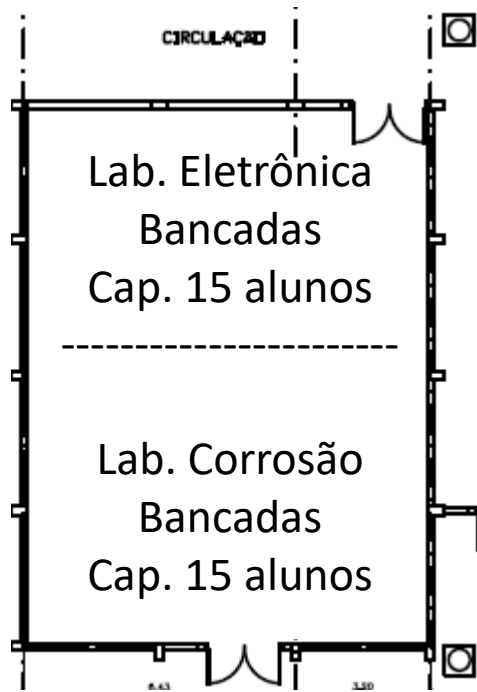 CIRCULAÇÃO
Lab. Eletrônica
Bancadas
Cap. 15 alunos
Lab. Corrosão
Bancadas
Cap. 15 alunos